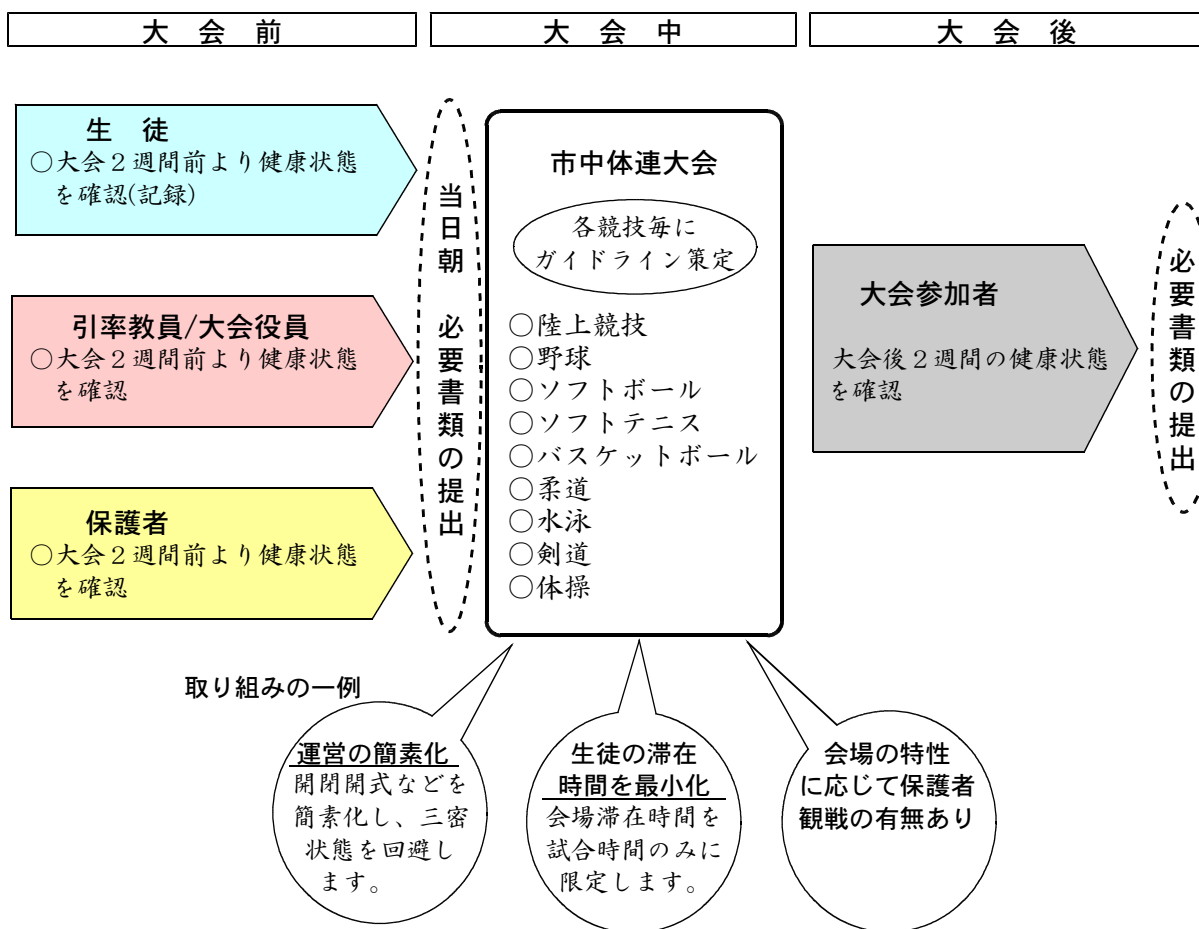 大 会 前
大 会 中
大 会 後
生 徒
○大会２週間前より健康状態
を確認(記録)
引率教員/大会役員
○大会２週間前より健康状態
を確認
保護者
○大会２週間前より健康状態
を確認
当日朝 必要書類の提出
市中体連大会
各競技毎に
ガイドライン策定
○陸上競技
○野球
○ソフトボール
○ソフトテニス
○バスケットボール
○柔道
○水泳
○剣道
○体操
大会参加者
大会後２週間の健康状態
を確認
必要書類の提出
取り組みの一例
運営の簡素化
開閉開式などを
簡素化し、三密
状態を回避し
ます。
生徒の滞在
時間を最小化
会場滞在時間を
試合時間のみに
限定します。
会場の特性
に応じて保護者
観戦の有無あり